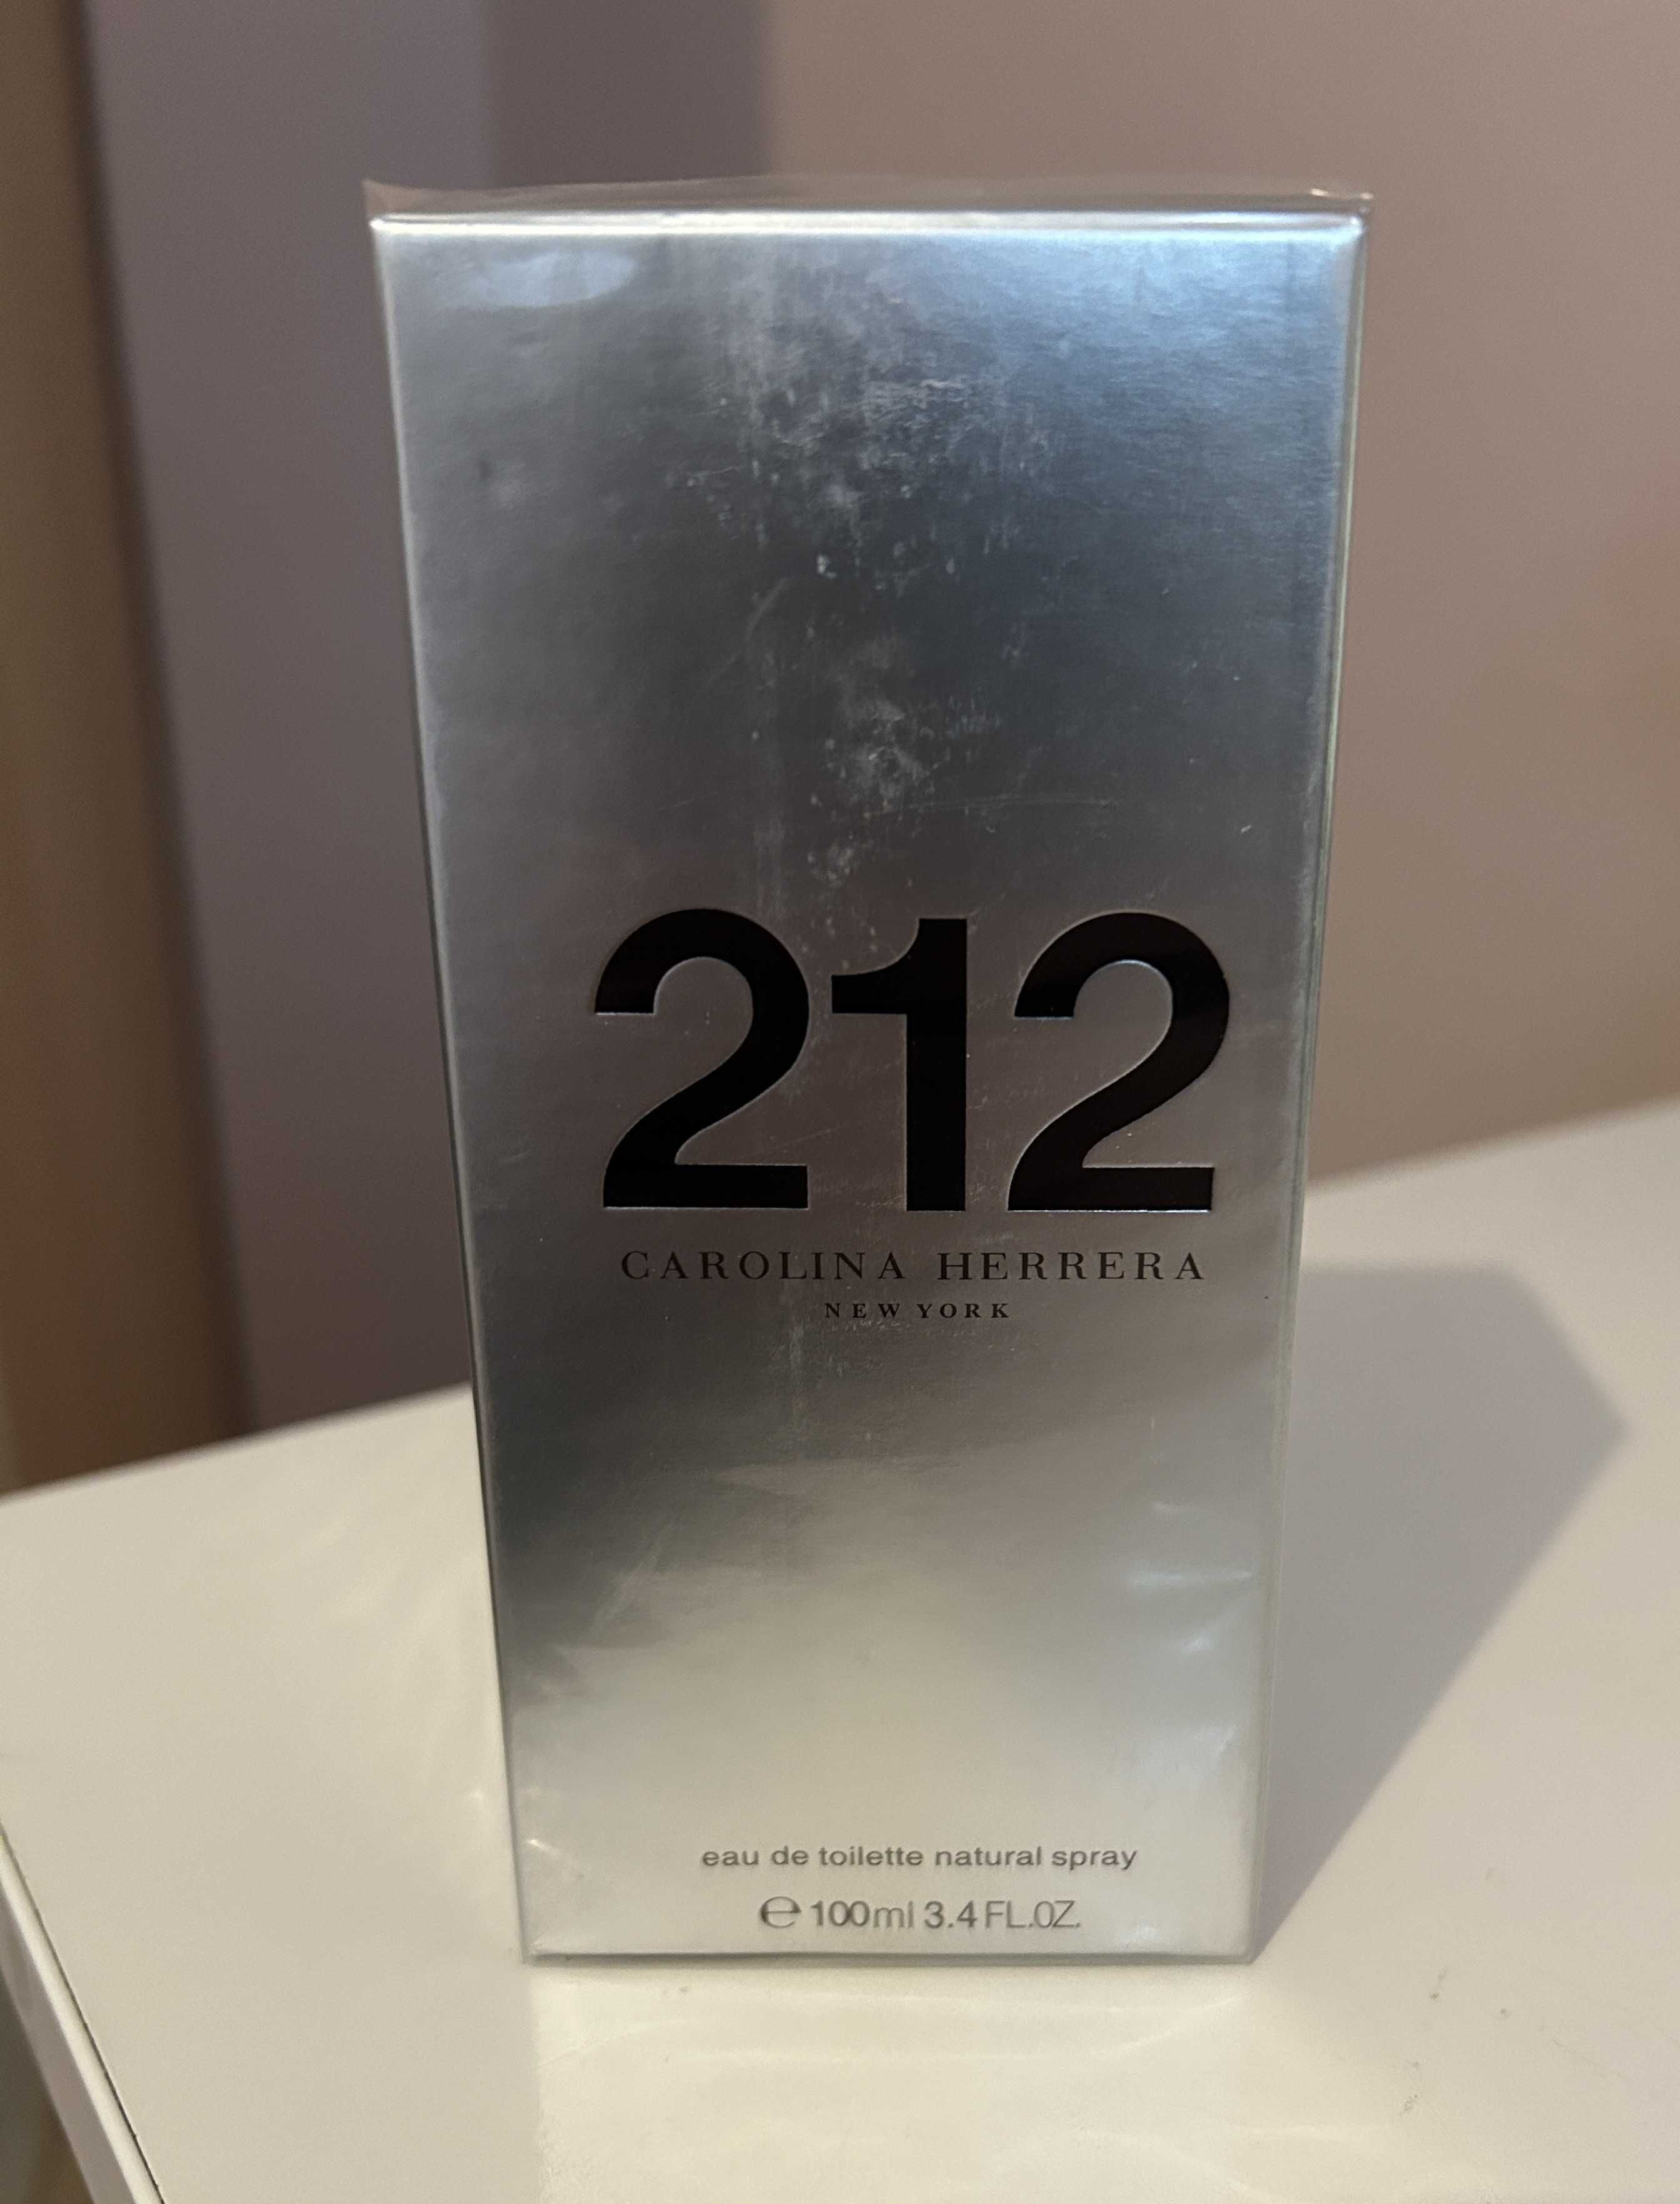 212
CAROLINA HERRERA
NEW YORK
eau de toilette natural spray
℮ 100ml 3.4 FL.OZ.